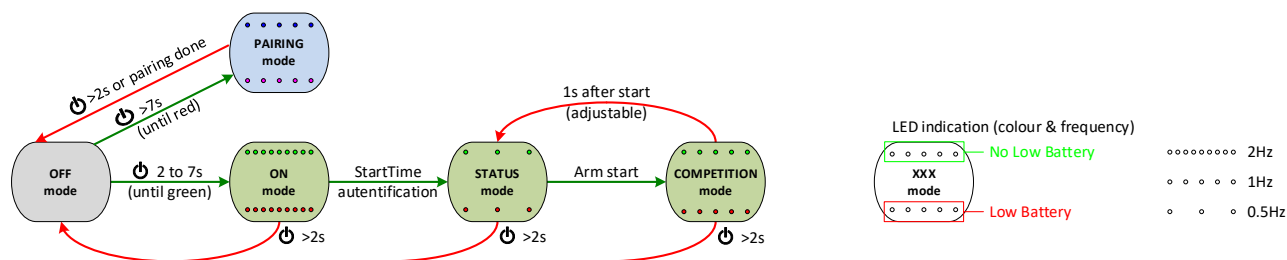 PAIRING
mode
>2s or pairing done
>7s
(until red)
1s after start
(adjustable)
OFF
mode
2 to 7s
(until green)
ON
mode
StartTime
autentification
STATUS
mode
Arm start
COMPETITION
mode
>2s
>2s
>2s
LED indication (colour & frequency)
No Low Battery
XXX
mode
Low Battery
2Hz
1Hz
0.5Hz